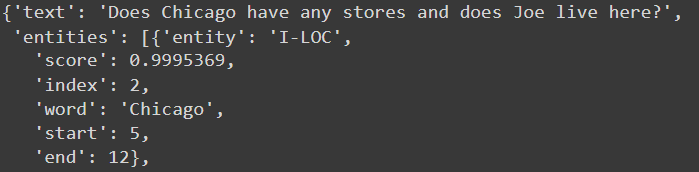 {'text': 'Does Chicago have any stores and does Joe live here?',
'entities': [{'entity': 'I-LOC',
'score': 0.9995369,
'index': 2,
'word': 'Chicago',
'start': 5,
'end': 12},